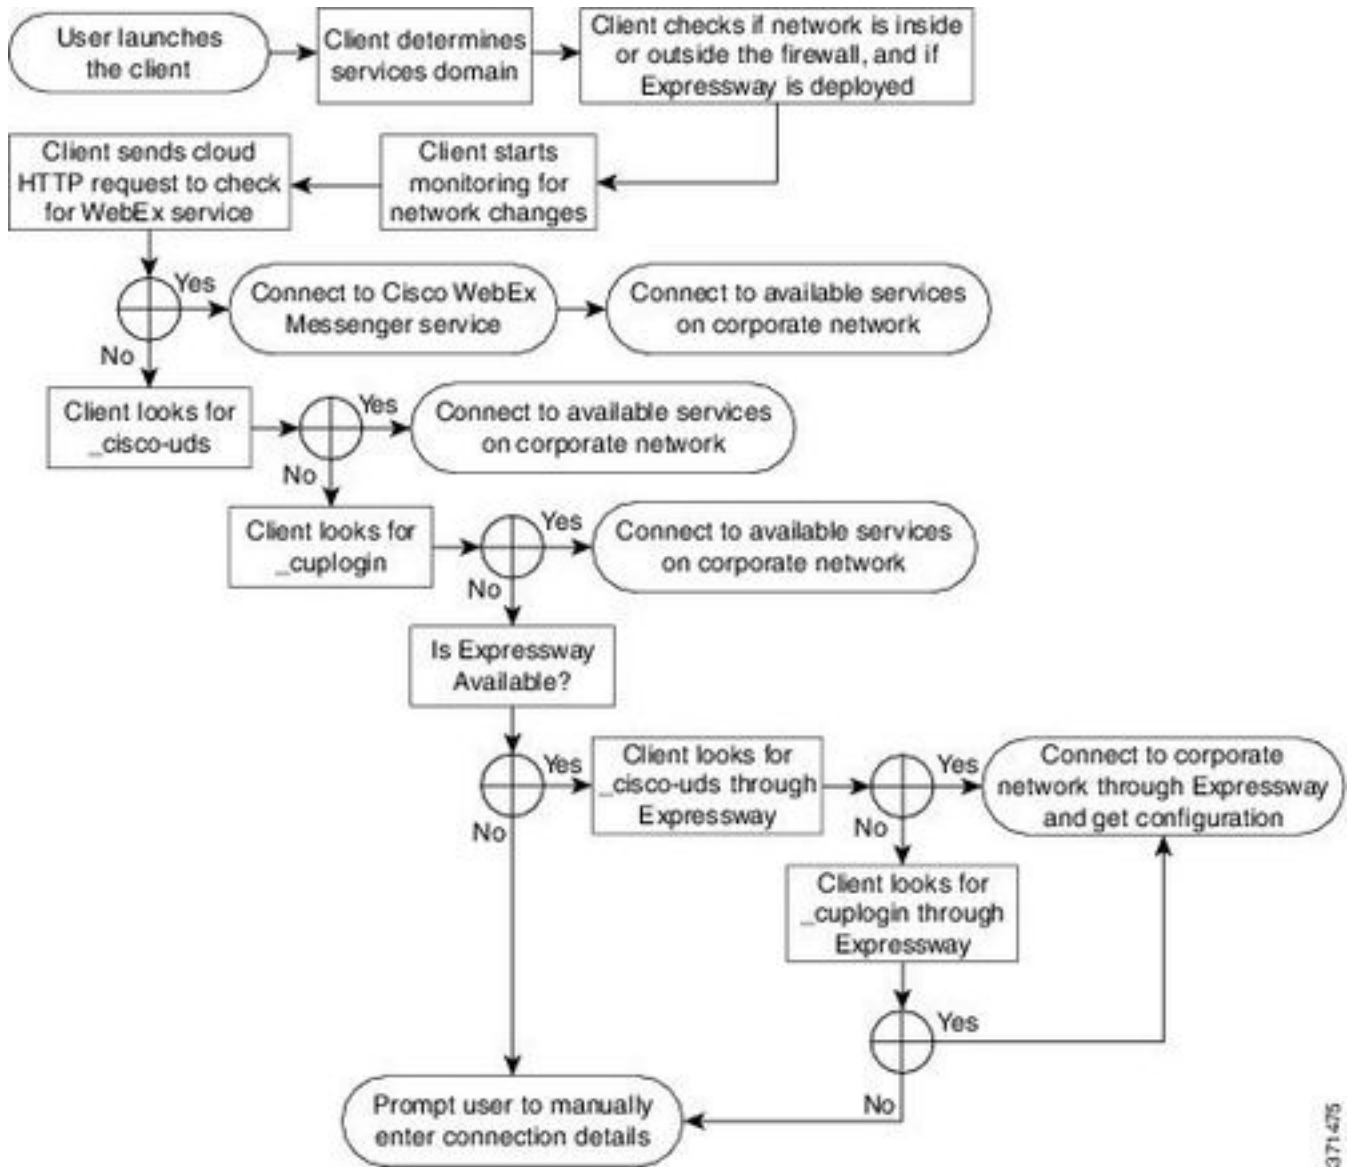 User launches
the client
Client determines
services domain
Client checks if network is inside
or outside the firewall, and if
Expressway is deployed
Client sends cloud
HTTP request to check
for WebEx service
Client starts
monitoring for
network changes
Yes
Connect to Cisco WebEx
Messenger service
Connect to available services
on corporate network
No
Client looks for
_cisco-uds
Yes
Connect to available services
on corporate network
No
Client looks for
_cuplogin
Yes
Connect to available services
on corporate network
No
Is Expressway
Available?
Yes
Client looks for
_cisco-uds through
Expressway
Yes
Connect to corporate
network through Expressway
and get configuration
No
No
Client looks for
_cuplogin through
Expressway
Yes
No
Prompt user to manually
enter connection details
371475